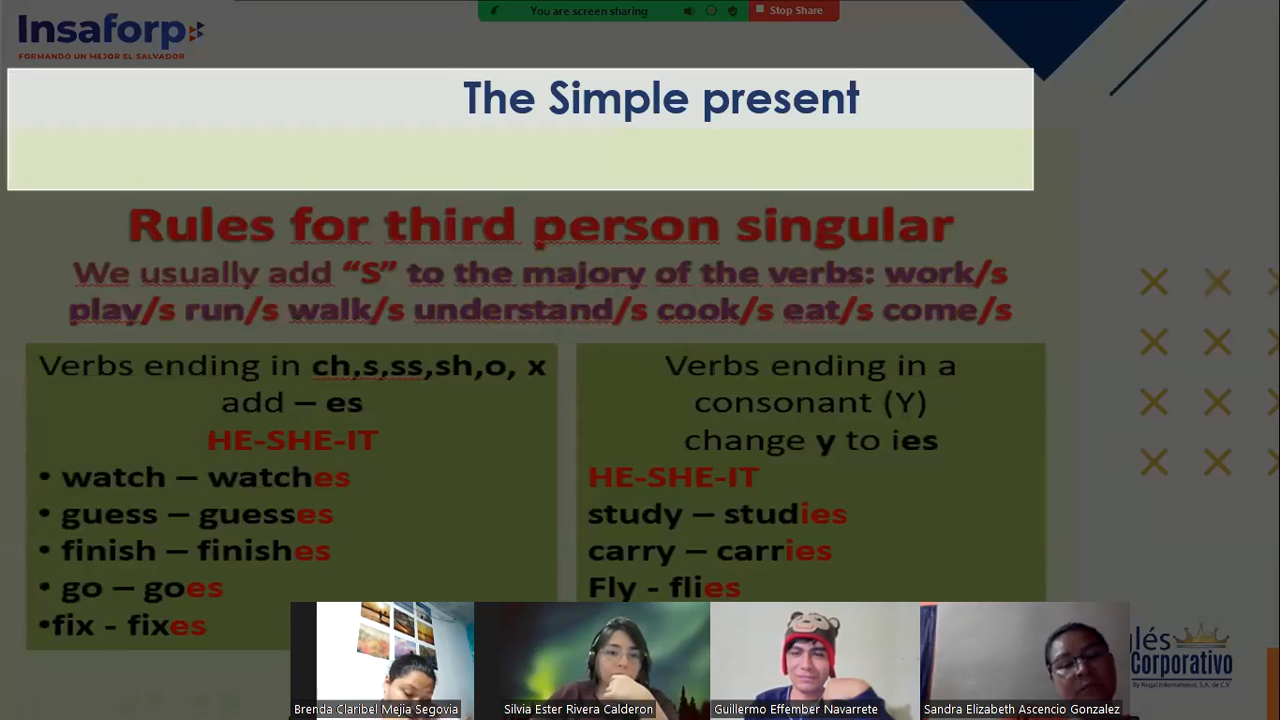 Insaforp
FORMANDO UN MEJOR EL SALVADOR
You are screen sharing
Stop Share
The Simple present
Rules for third person singular
We usually add “S” to the majory of the verbs: work/s
play/s run/s walk/s understand/s cook/s eat/s come/s
Verbs ending in ch,s,ss,sh,o, x
add – es
HE-SHE-IT
• watch – watches
• guess – guesses
• finish – finishes
• go – goes
•fix - fixes
Verbs ending in a
consonant (Y)
change y to ies
HE-SHE-IT
study – studies
carry – carries
Fly - flies
glés
Corporativo
By Regal International, S.A. de C.V
Brenda Claribel Mejia Segovia
Silvia Ester Rivera Calderon
Guillermo Effember Navarrete
Sandra Elizabeth Ascencio Gonzalez